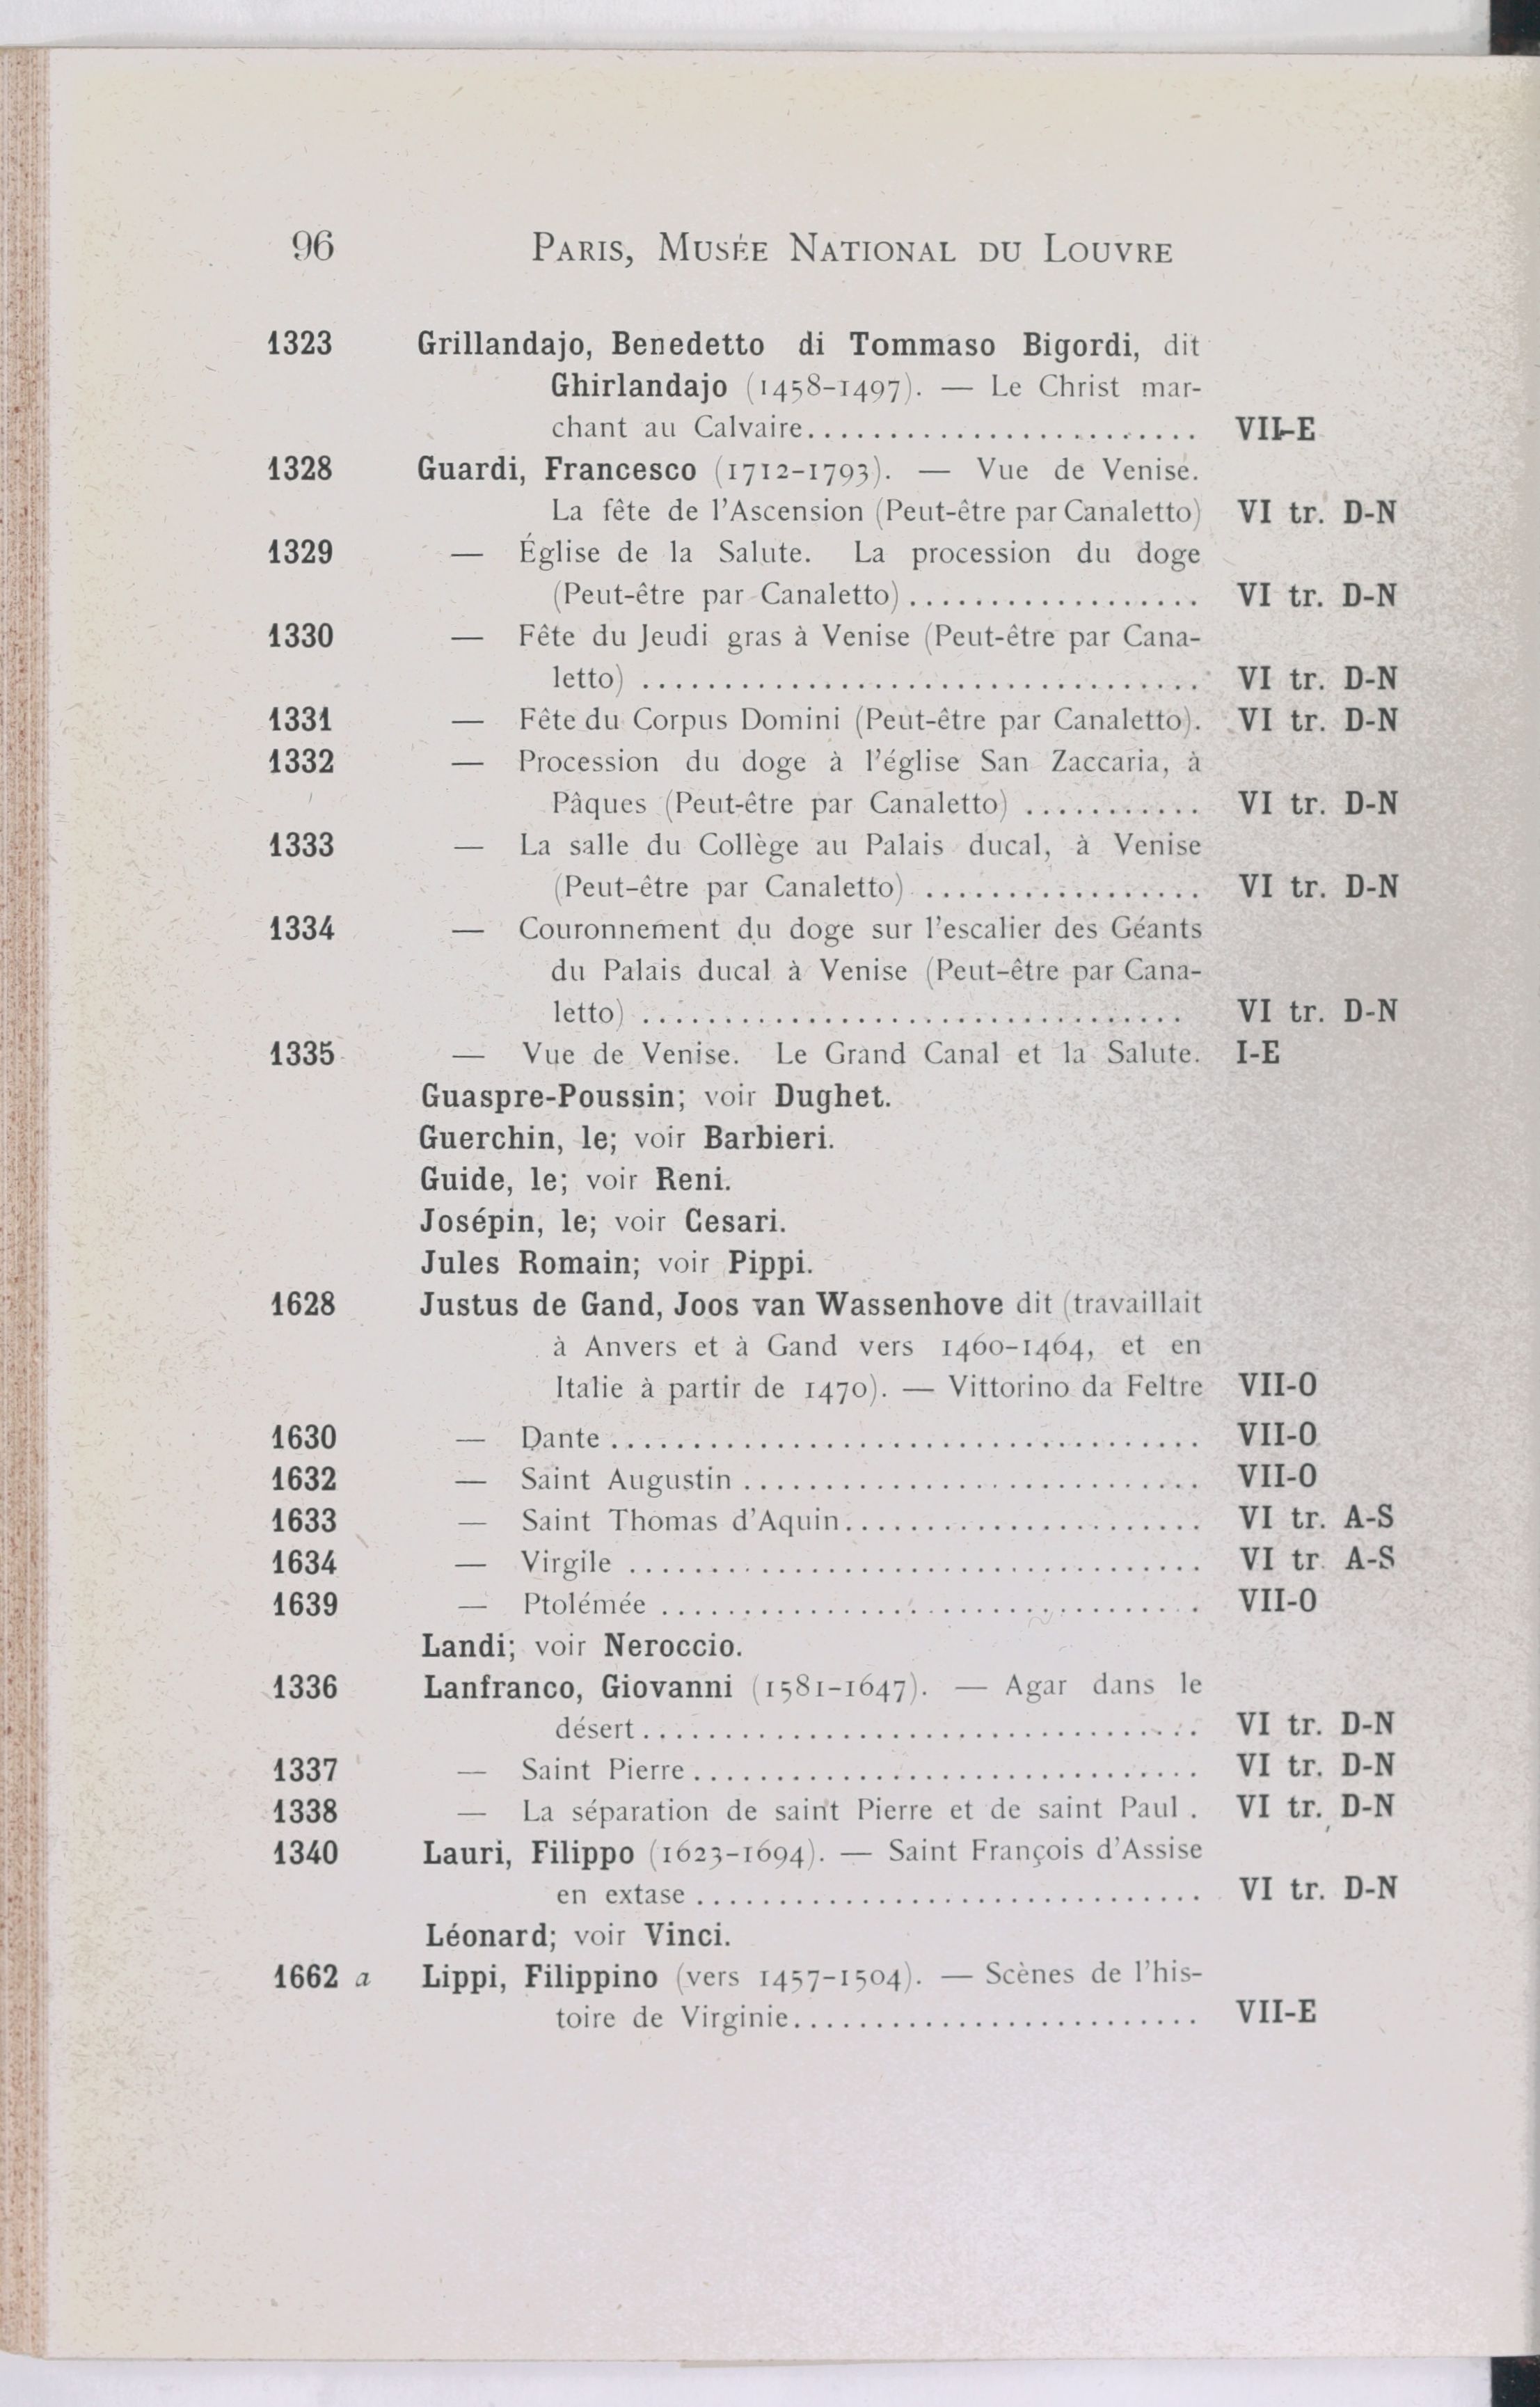 96 PARIS, MUSÉE NATIONAL DU LOUVRE
1323 Grillandajo, Benedetto di Tommaso Bigordi, dit
Ghirlandajo (1458-1497). — Le Christ mar-
chant au Calvaire........................ VII-E
1328 Guardi, Francesco (1712-1793). — Vue de Venise.
La fête de l'Ascension (Peut-être par Canaletto) VI tr. D-N
1329 — Église de la Salute. La procession du doge
(Peut-être par Canaletto).................. VI tr. D-N
1330 — Fête du Jeudi gras à Venise (Peut-être par Cana-
letto) .................................. VI tr. D-N
1331 — Fête du Corpus Domini (Peut-être par Canaletto). VI tr. D-N
1332 — Procession du doge à l'église San Zaccaria, à
Pâques (Peut-être par Canaletto) ........... VI tr. D-N
1333 — La salle du Collège au Palais ducal, à Venise
(Peut-être par Canaletto) ................. VI tr. D-N
1334 — Couronnement du doge sur l'escalier des Géants
du Palais ducal à Venise (Peut-être par Cana-
letto) ................................. VI tr. D-N
1335 — Vue de Venise. Le Grand Canal et la Salute. I-E
Guaspre-Poussin; voir Dughet.
Guerchin, le; voir Barbieri.
Guide, le; voir Reni.
Josépin, le; voir Cesari.
Jules Romain; voir Pippi.
1628 Justus de Gand, Joos van Wassenhove dit (travaillait
à Anvers et à Gand vers 1460-1464, et en
Italie à partir de 1470). — Vittorino da Feltre VII-O
1630 — Dante.................................... VII-O
1632 — Saint Augustin............................ VII-O
1633 — Saint Thomas d'Aquin...................... VI tr. A-S
1634 — Virgile ................................... VI tr. A-S
1639 — Ptolémée ................................. VII-O
Landi; voir Neroccio.
1336 Lanfranco, Giovanni (1581-1647). — Agar dans le
désert.................................. VI tr. D-N
1337 — Saint Pierre............................... VI tr. D-N
1338 — La séparation de saint Pierre et de saint Paul . VI tr. D-N
1340 Lauri, Filippo (1623-1694). — Saint François d'Assise
en extase............................... VI tr. D-N
Léonard; voir Vinci.
1662 a Lippi, Filippino (vers 1457-1504). — Scènes de l'his-
toire de Virginie......................... VII-E